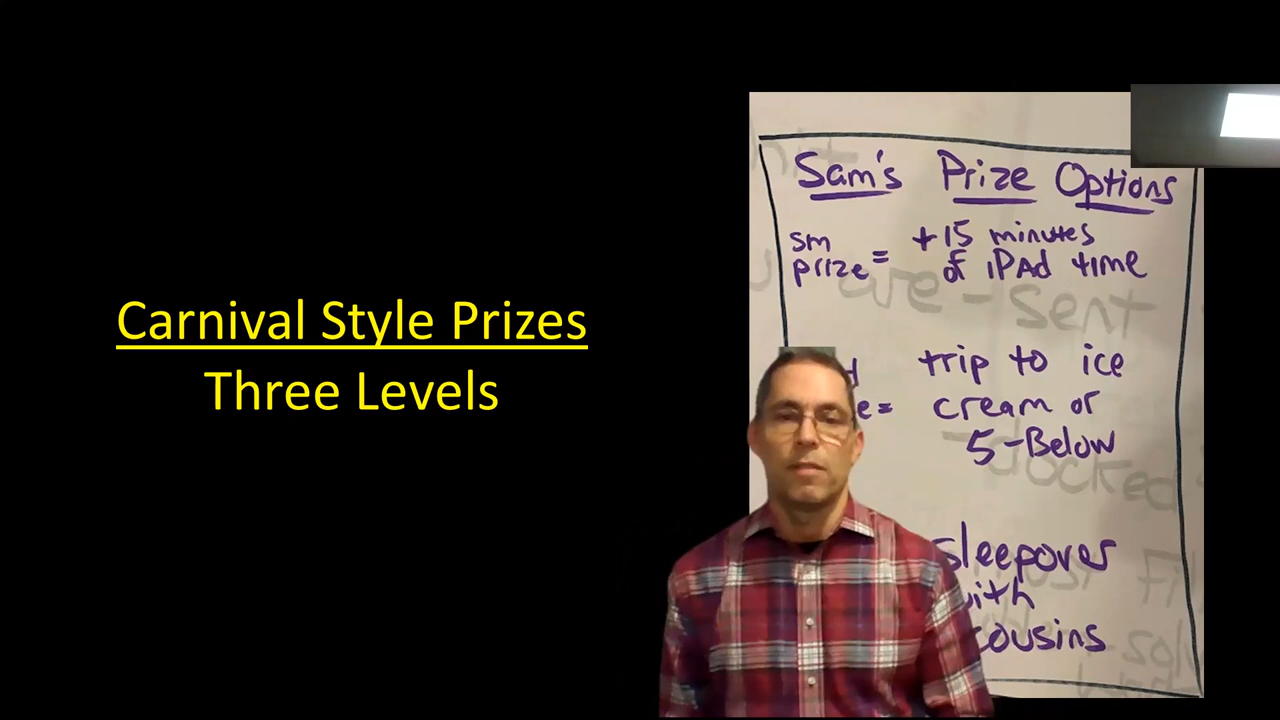 Carnival Style Prizes
Three Levels
Sam's Prize Options
sm
prize = +15 minutes
of iPad time
trip to ice
cream or
5-Below
sleepover
with
cousins